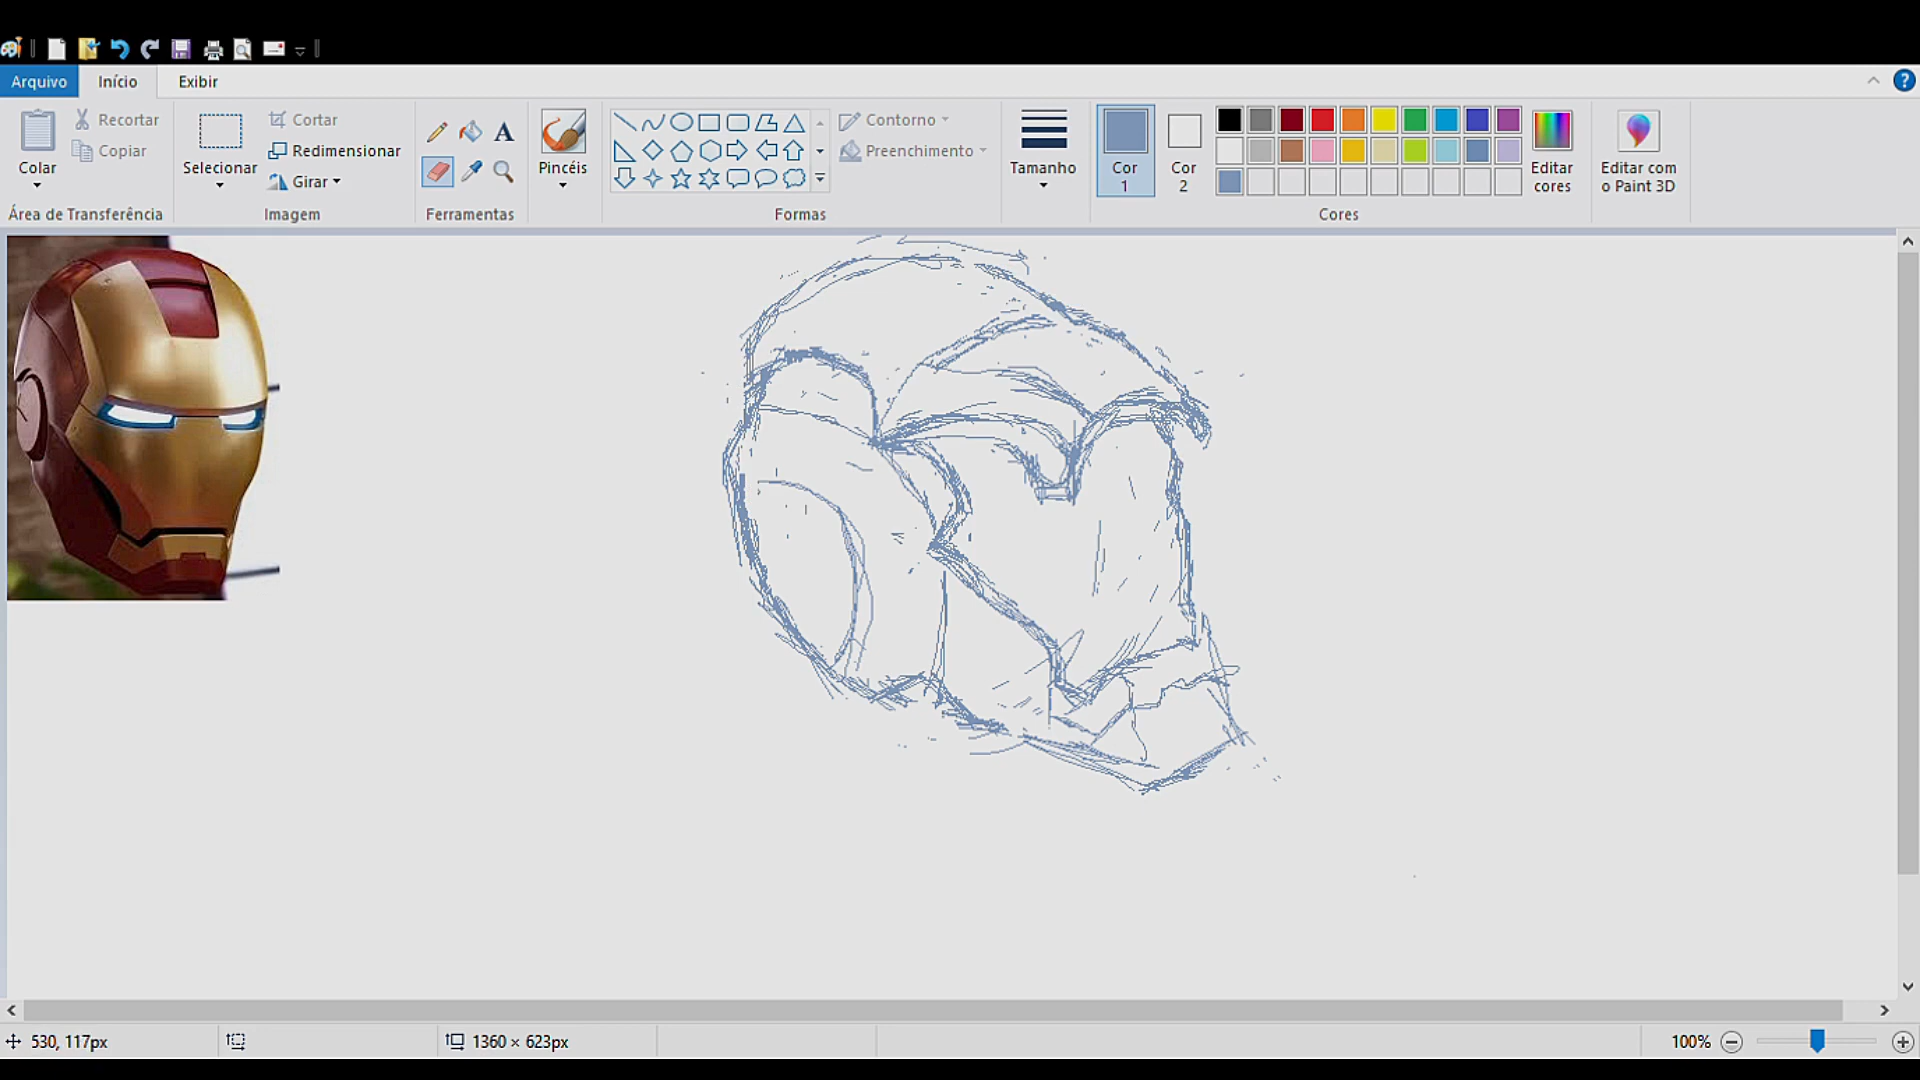 Arquivo Início Exibir
Colar
Recortar
Copiar
Área de Transferência
Selecionar
Cortar
Redimensionar
Girar
Imagem
A
Ferramentas
Pincéis
Formas
Contorno
Preenchimento
Tamanho
Cor
1
Cor
2
Cores
Editar
cores
Editar com
o Paint 3D
?
530, 117px
1360 × 623px
100%